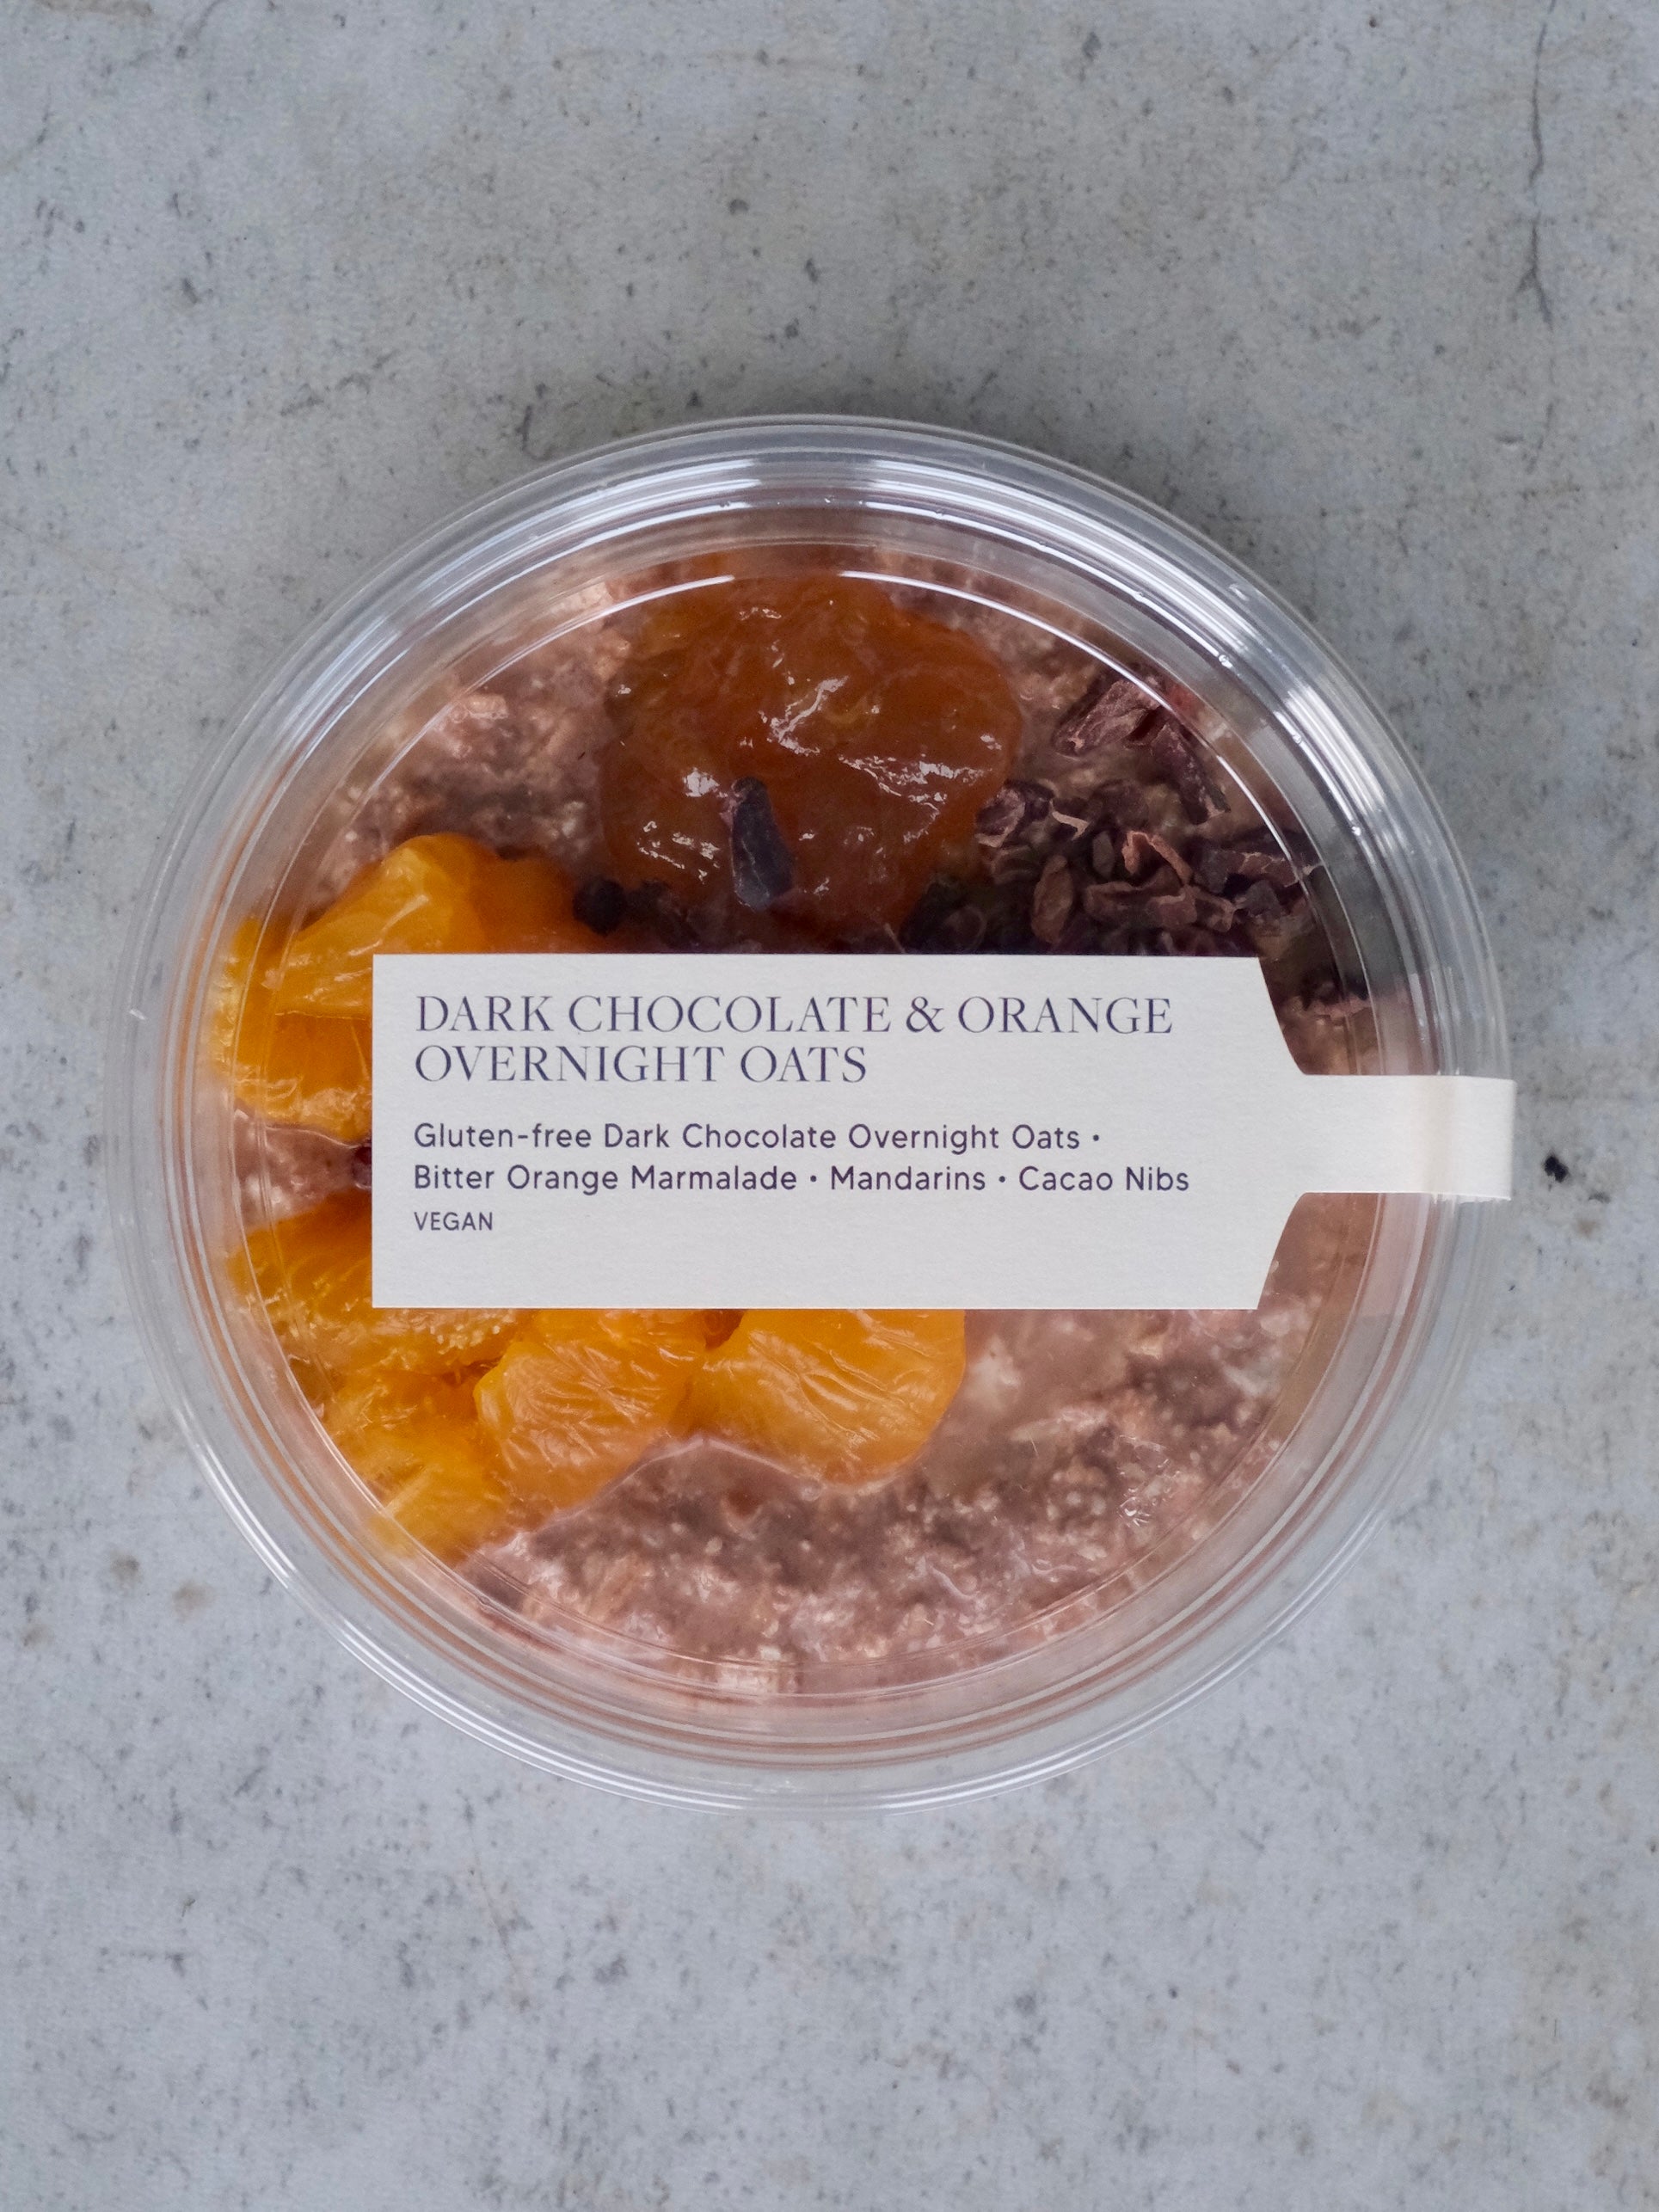 DARK CHOCOLATE & ORANGE
OVERNIGHT OATS
Gluten-free Dark Chocolate Overnight Oats •
Bitter Orange Marmalade • Mandarins • Cacao Nibs
VEGAN